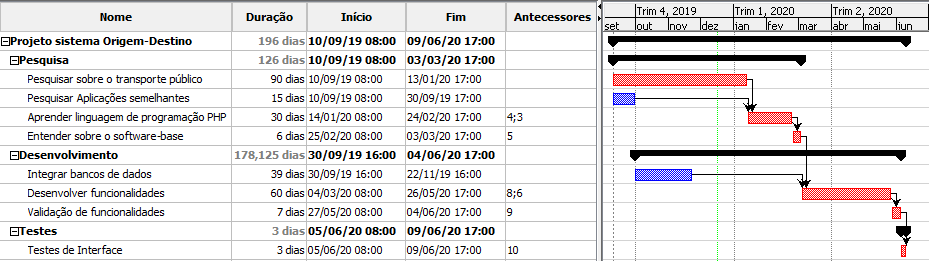 Nome Duração Início Fim Antecessores
Trim 4, 2019 Trim 1, 2020 Trim 2, 2020
set out nov dez jan fev mar abr mai jun
Projeto sistema Origem-Destino 196 dias 10/09/19 08:00 09/06/20 17:00
Pesquisa 126 dias 10/09/19 08:00 03/03/20 17:00
Pesquisar sobre o transporte público 90 dias 10/09/19 08:00 13/01/20 17:00
Pesquisar Aplicações semelhantes 15 dias 10/09/19 08:00 30/09/19 17:00
Aprender linguagem de programação PHP 30 dias 14/01/20 08:00 24/02/20 17:00 4;3
Entender sobre o software-base 6 dias 25/02/20 08:00 03/03/20 17:00 5
Desenvolvimento 178,125 dias 30/09/19 16:00 04/06/20 17:00
Integrar bancos de dados 39 dias 30/09/19 16:00 22/11/19 16:00
Desenvolver funcionalidades 60 dias 04/03/20 08:00 26/05/20 17:00 8;6
Validação de funcionalidades 7 dias 27/05/20 08:00 04/06/20 17:00 9
Testes 3 dias 05/06/20 08:00 09/06/20 17:00
Testes de Interface 3 dias 05/06/20 08:00 09/06/20 17:00 10